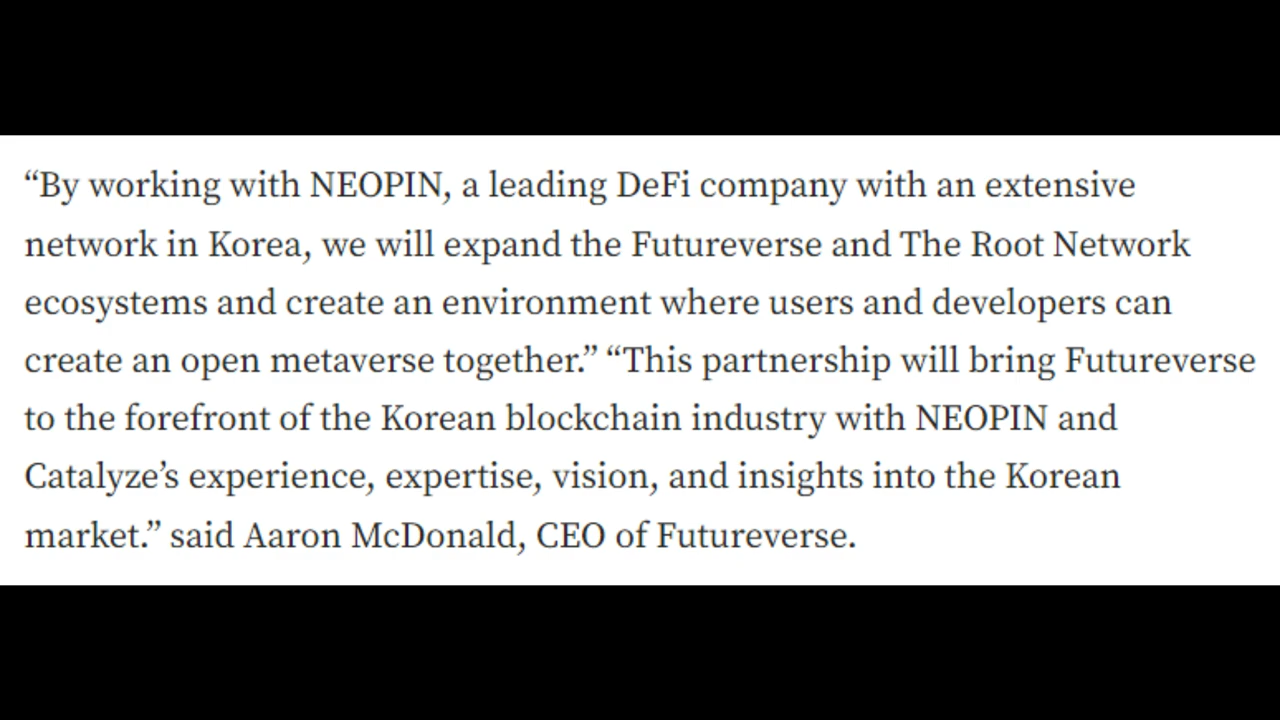 “By working with NEOPIN, a leading DeFi company with an extensive
network in Korea, we will expand the Futureverse and The Root Network
ecosystems and create an environment where users and developers can
create an open metaverse together.” “This partnership will bring Futureverse
to the forefront of the Korean blockchain industry with NEOPIN and
Catalyze’s experience, expertise, vision, and insights into the Korean
market.” said Aaron McDonald, CEO of Futureverse.